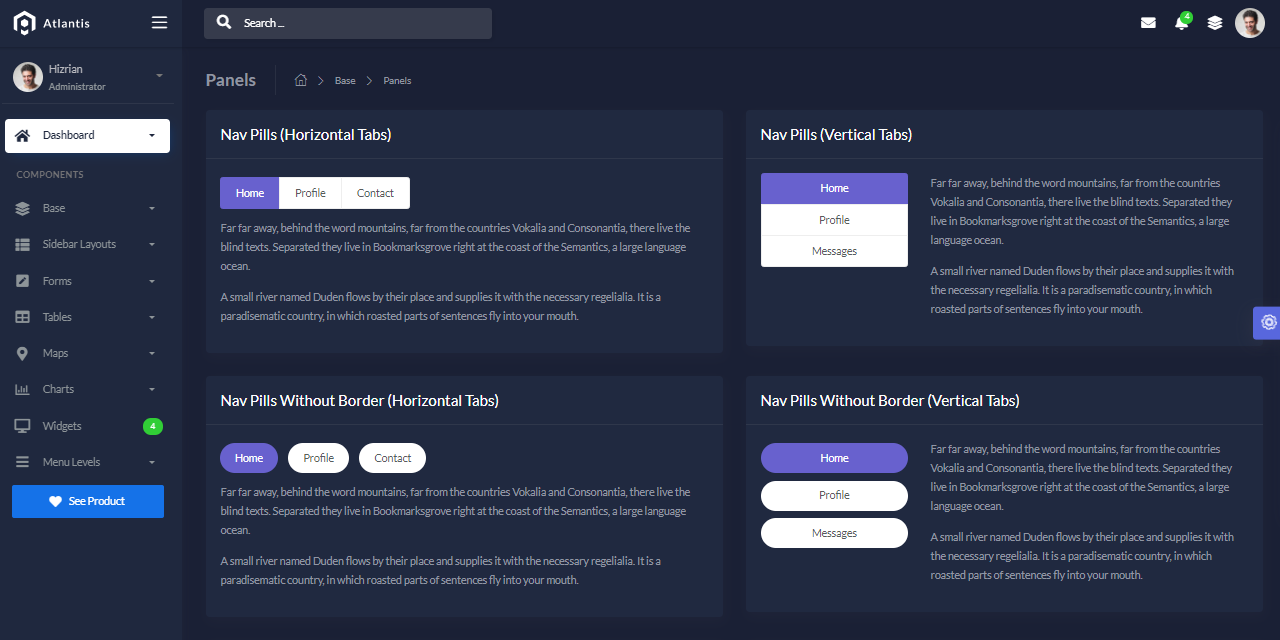 Atlantis
Search ...
4
Hizrian
Administrator
Dashboard
COMPONENTS
Base
Sidebar Layouts
Forms
Tables
Maps
Charts
Widgets
4
Menu Levels
See Product
Panels
Base
Panels
Nav Pills (Horizontal Tabs)
Home
Profile
Contact
Far far away, behind the word mountains, far from the countries Vokalia and Consonantia, there live the
blind texts. Separated they live in Bookmarksgrove right at the coast of the Semantics, a large language
ocean.
A small river named Duden flows by their place and supplies it with the necessary regelialia. It is a
paradisematic country, in which roasted parts of sentences fly into your mouth.
Nav Pills (Vertical Tabs)
Home
Profile
Messages
Far far away, behind the word mountains, far from the countries
Vokalia and Consonantia, there live the blind texts. Separated they
live in Bookmarksgrove right at the coast of the Semantics, a large
language ocean.
A small river named Duden flows by their place and supplies it with
the necessary regelialia. It is a paradisematic country, in which
roasted parts of sentences fly into your mouth.
Nav Pills Without Border (Horizontal Tabs)
Home
Profile
Contact
Far far away, behind the word mountains, far from the countries Vokalia and Consonantia, there live the
blind texts. Separated they live in Bookmarksgrove right at the coast of the Semantics, a large language
ocean.
A small river named Duden flows by their place and supplies it with the necessary regelialia. It is a
paradisematic country, in which roasted parts of sentences fly into your mouth.
Nav Pills Without Border (Vertical Tabs)
Home
Profile
Messages
Far far away, behind the word mountains, far from the countries
Vokalia and Consonantia, there live the blind texts. Separated they
live in Bookmarksgrove right at the coast of the Semantics, a large
language ocean.
A small river named Duden flows by their place and supplies it with
the necessary regelialia. It is a paradisematic country, in which
roasted parts of sentences fly into your mouth.